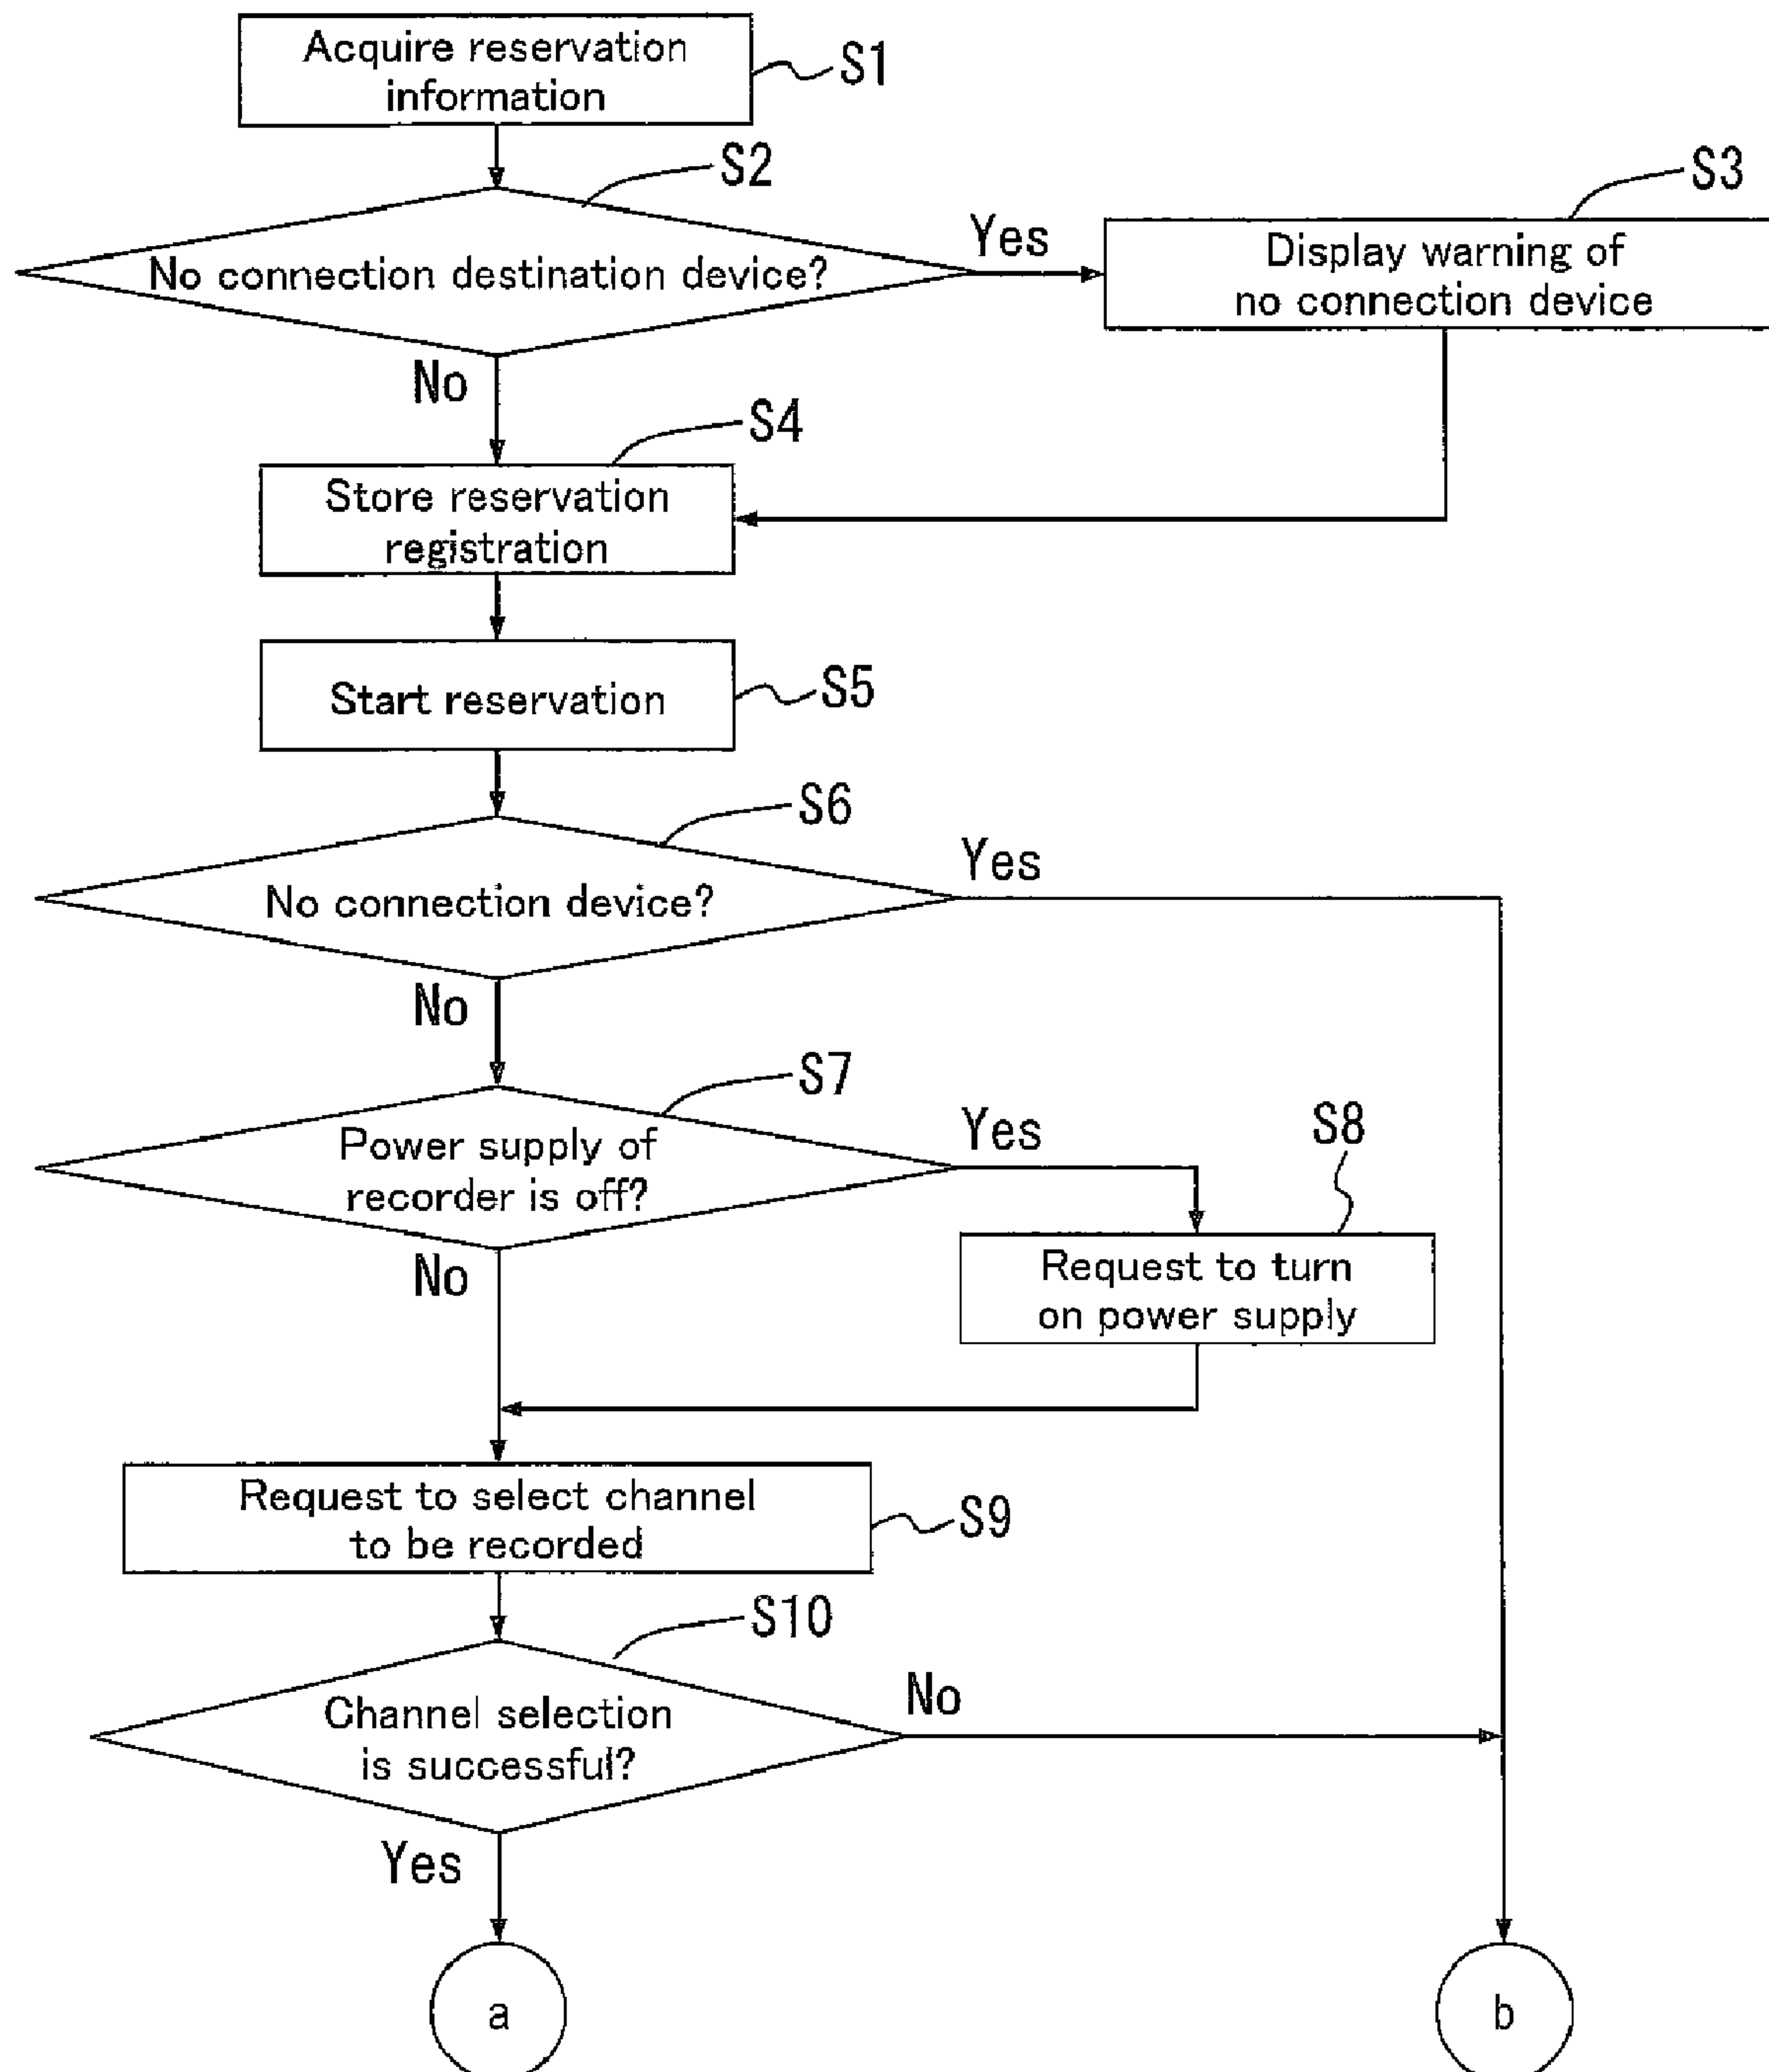 Acquire reservation
information
S1
S2
No connection destination device?
Yes
S3
Display warning of
no connection device
No
S4
Store reservation
registration
Start reservation
S5
S6
No connection device?
Yes
No
S7
Power supply of
recorder is off?
Yes
S8
Request to turn
on power supply
No
Request to select channel
to be recorded
S9
S10
Channel selection
is successful?
No
Yes
a
b